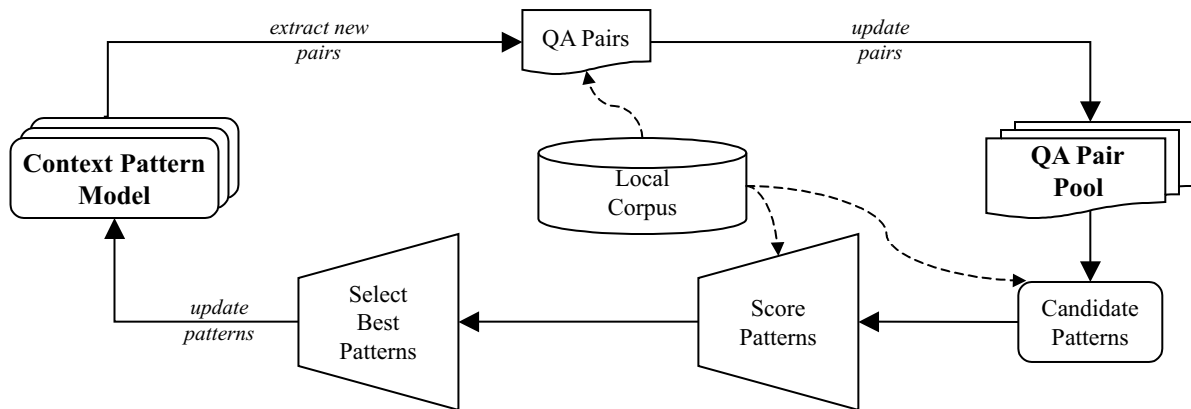 extract new
pairs
QA Pairs
update
pairs
Context Pattern
Model
Local
Corpus
QA Pair
Pool
update
patterns
Select
Best
Patterns
Score
Patterns
Candidate
Patterns